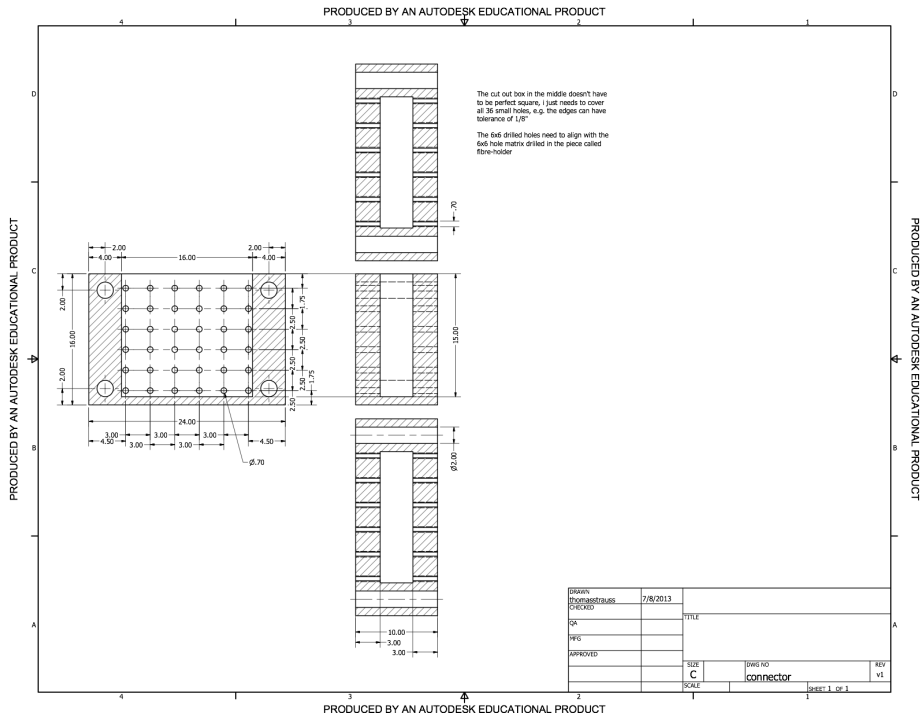 PRODUCED BY AN AUTODESK EDUCATIONAL PRODUCT
4
3
2
1
D
D
The cut out box in the middle doesn't have
to be perfect square, i just needs to cover
all 36 small holes, e.g. the edges can have
tolerance of 1/8"
The 6x6 drilled holes need to align with the
6x6 hole matrix drilled in the piece called
fibre-holder
.70
PRODUCED BY AN AUTODESK EDUCATIONAL PRODUCT
PRODUCED BY AN AUTODESK EDUCATIONAL PRODUCT
C
C
2.00
2.00
4.00
16.00
4.00
2.00
16.00
2.00
1.75
2.50
2.50
2.50
2.50
1.75
2.50
15.00
24.00
3.00
3.00
3.00
4.50
3.00
3.00
4.50
Ø.70
B
B
Ø2.00
10.00
3.00
3.00
A
A
DRAWN
thomasstrauss
7/8/2013
CHECKED
QA
MFG
APPROVED
TITLE
SIZE
C
DWG NO
connector
REV
v1
SCALE
SHEET 1 OF 1
4
3
2
1
PRODUCED BY AN AUTODESK EDUCATIONAL PRODUCT